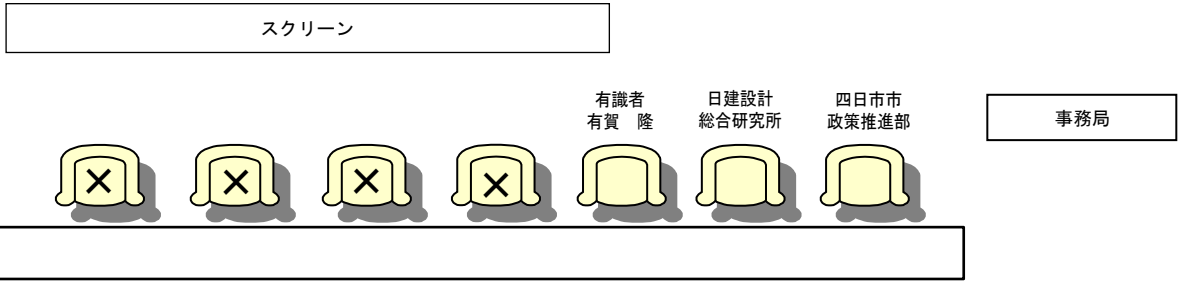 スクリーン
有識者
有賀　隆
日建設計
総合研究所
四日市市
政策推進部
事務局